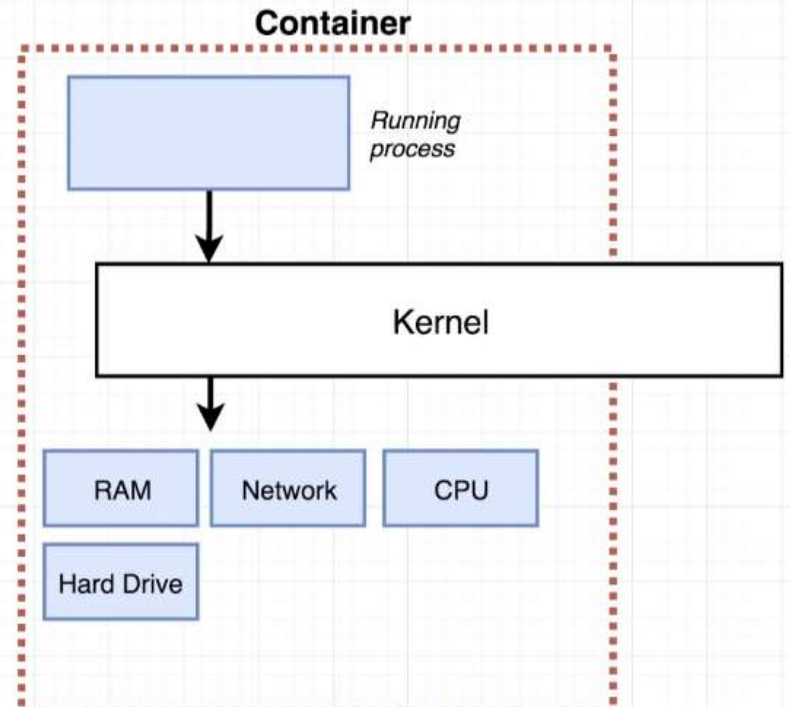 Container
Running
process
Kernel
RAM
Network
CPU
Hard Drive